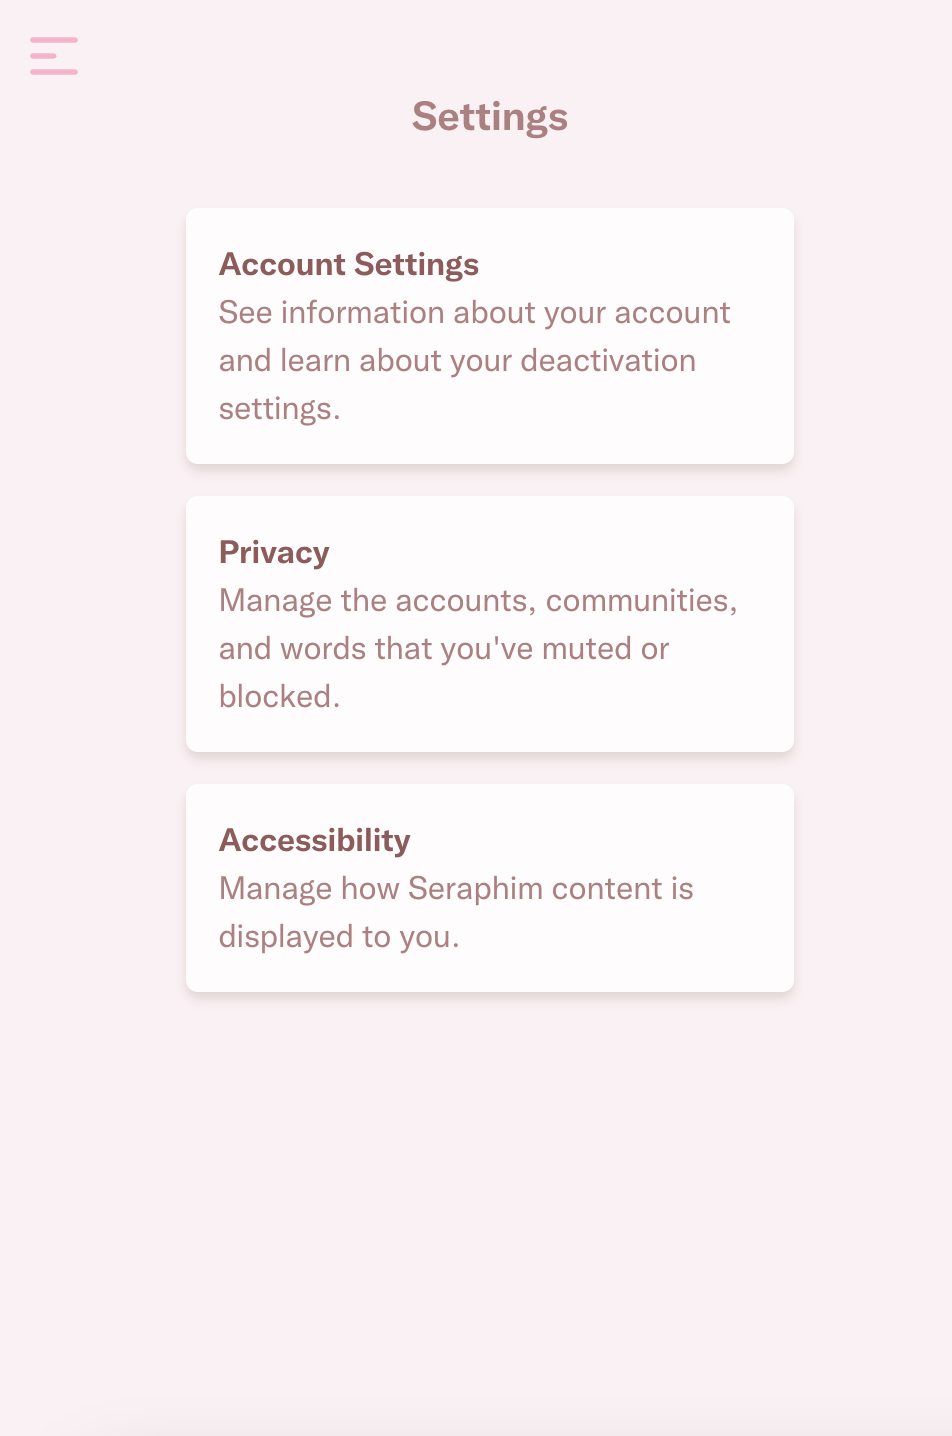 Settings
Account Settings
See information about your account
and learn about your deactivation
settings.
Privacy
Manage the accounts, communities,
and words that you've muted or
blocked.
Accessibility
Manage how Seraphim content is
displayed to you.